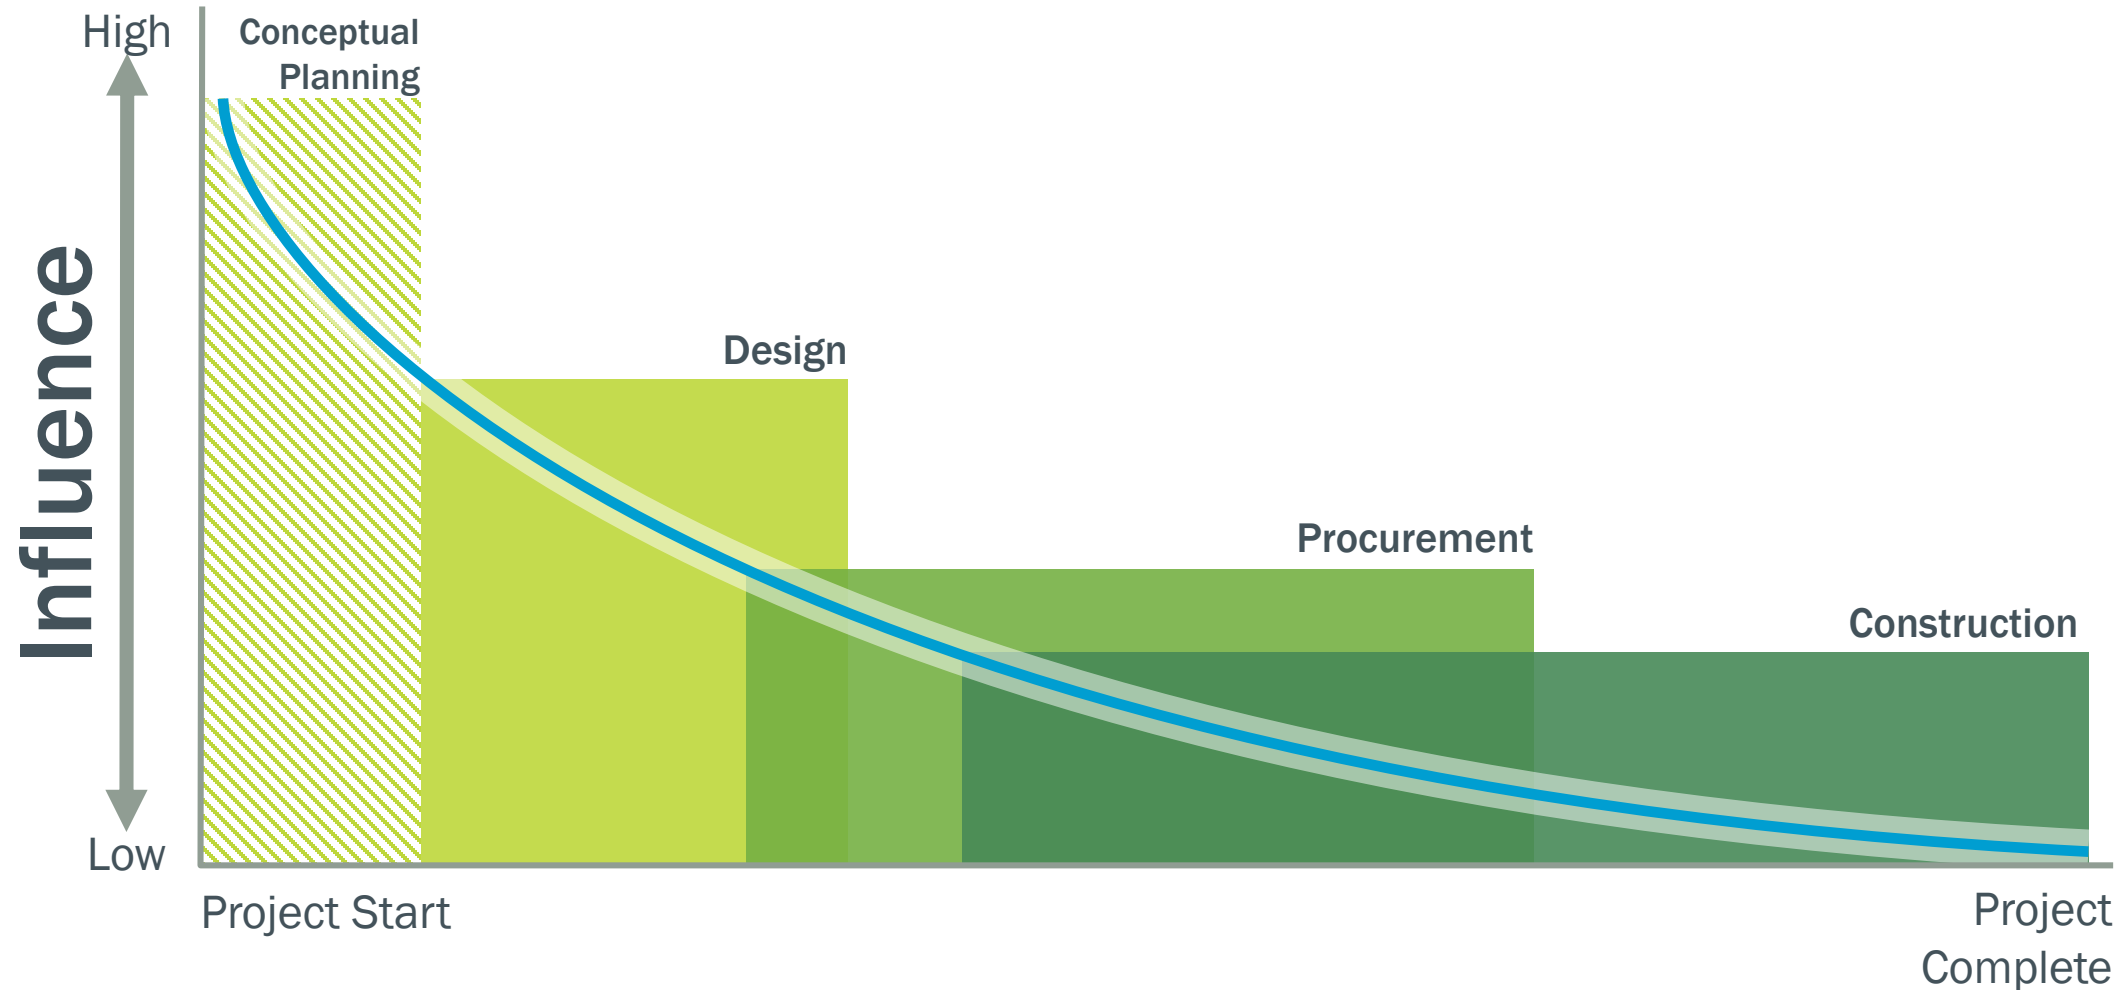 High
Conceptual
Planning
Influence
Design
Procurement
Construction
Low
Project Start
Project
Complete